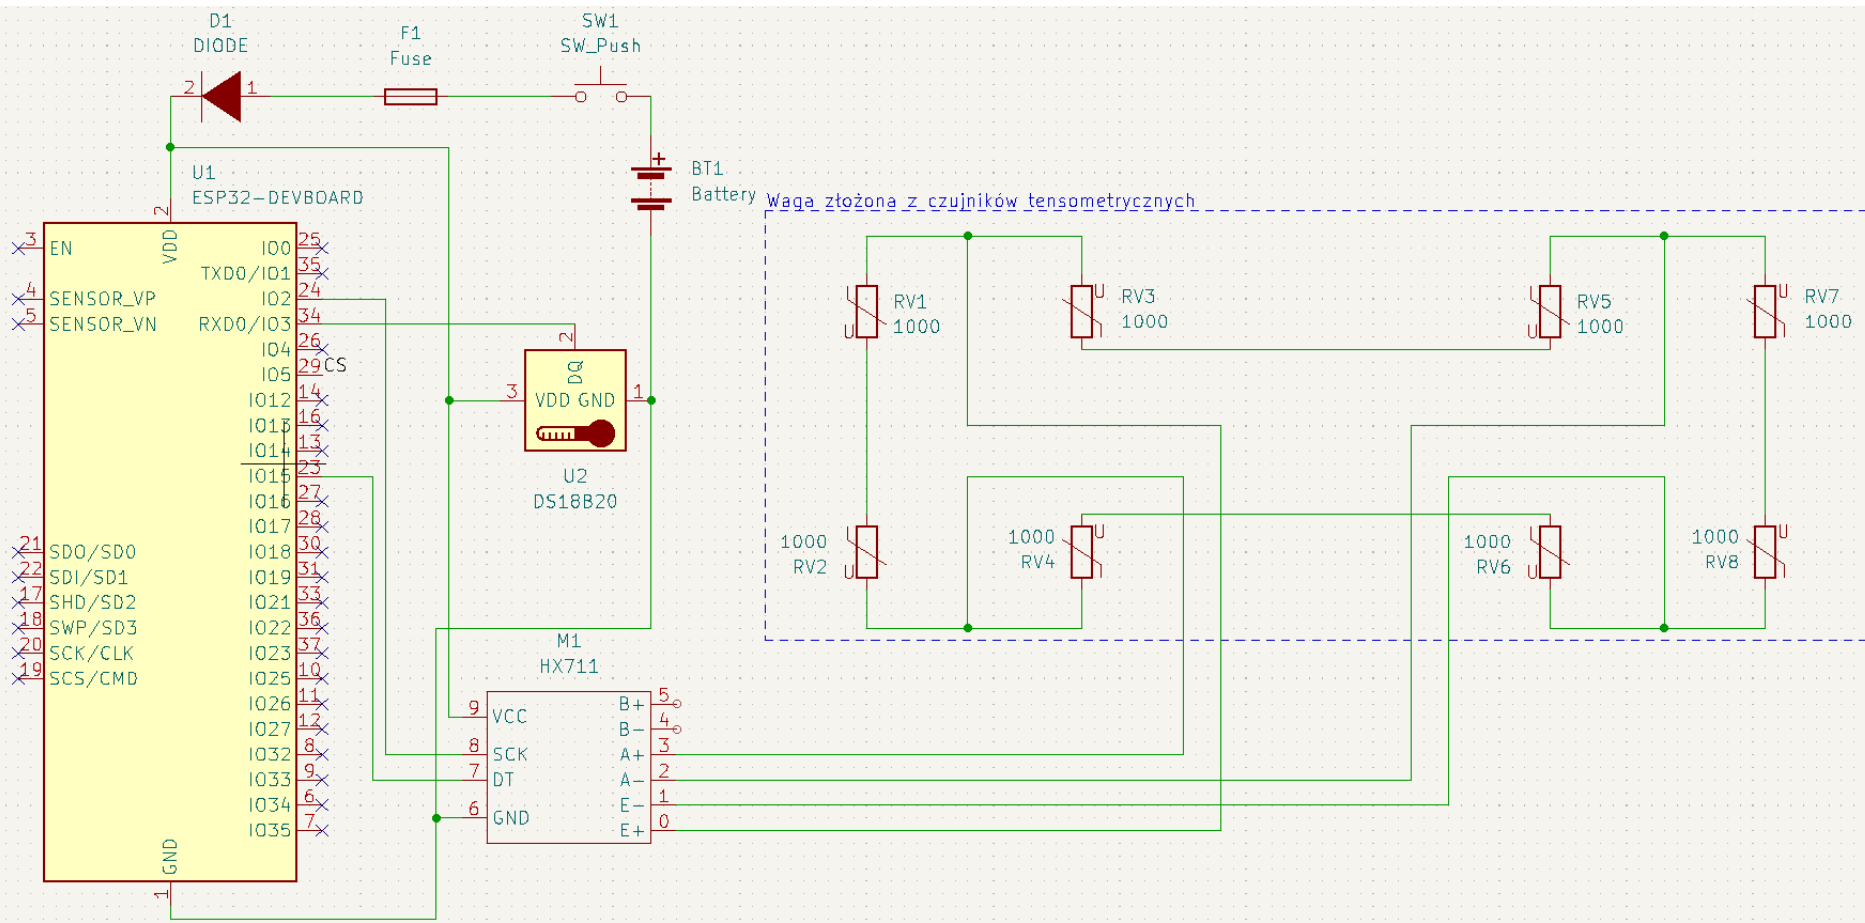 D1
DIODE
2
1
F1
Fuse
SW1
SW_Push
+
BT1
Battery
U1
ESP32-DEVBOARD
2
VDD
3
EN
4
SENSOR_VP
5
SENSOR_VN
21
SDO/SD0
22
SDI/SD1
17
SHD/SD2
18
SWP/SD3
20
SCK/CLK
19
SCS/CMD
IO0
25
TXD0/IO1
35
IO2
24
RXD0/IO3
34
IO4
26
IO5
29
CS
IO12
14
IO13
16
IO14
13
IO15
23
IO16
27
IO17
28
IO18
30
IO19
31
IO21
33
IO22
36
IO23
37
IO25
10
IO26
11
IO27
12
IO32
8
IO33
9
IO34
6
IO35
7
GND
1
2
DQ
3
VDD GND
1
U2
DS18B20
M1
HX711
9
VCC
8
SCK
7
DT
6
GND
B+
5
B-
4
A+
3
A-
2
E-
1
E+
0
Waga złożona z czujników tensometrycznych
U
RV1
1000
U
RV3
1000
U
RV5
1000
U
RV7
1000
1000
RV2
U
1000
RV4
U
1000
RV6
U
1000
RV8
U